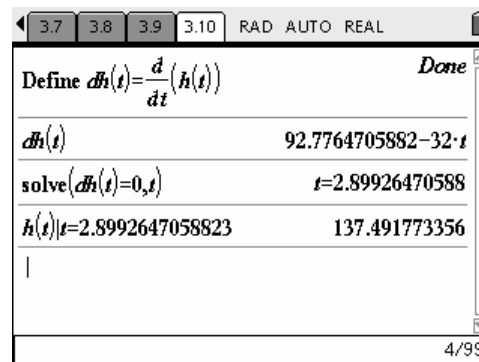 3.7 3.8 3.9 3.10 RAD AUTO REAL
Define dh(t)=d/dt(h(t)) Done
dh(t) 92.7764705882−32·t
solve(dh(t)=0,t) t=2.89926470588
h(t)|t=2.8992647058823 137.491773356
4/99